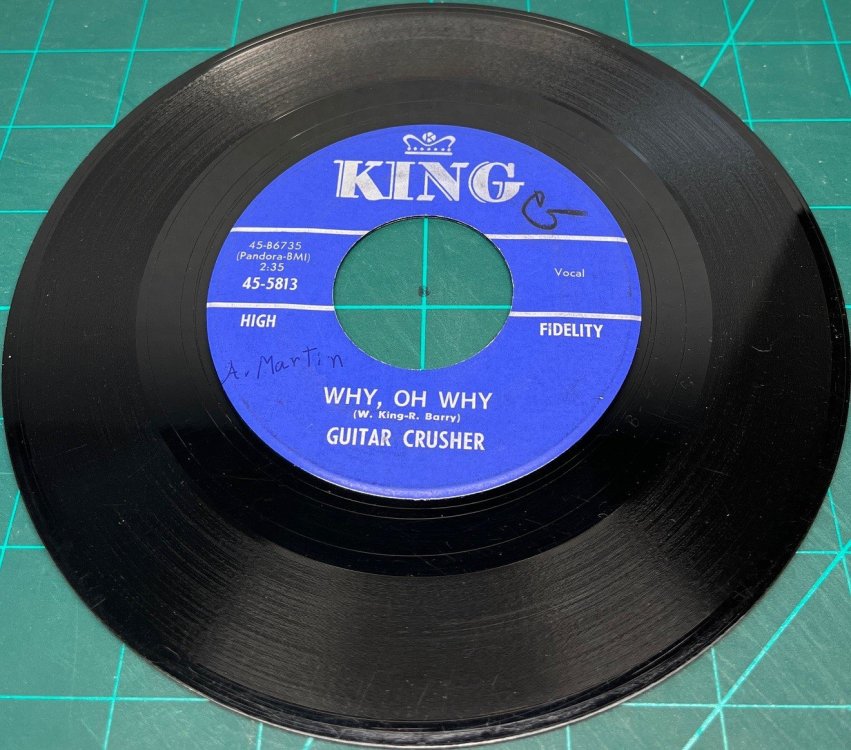 K
KING
45-B6735
(Pandora-BMI)
2:35
45-5813
Vocal
HIGH
FIDELITY
A. Martin
WHY, OH WHY
(W. King-R. Barry)
GUITAR CRUSHER